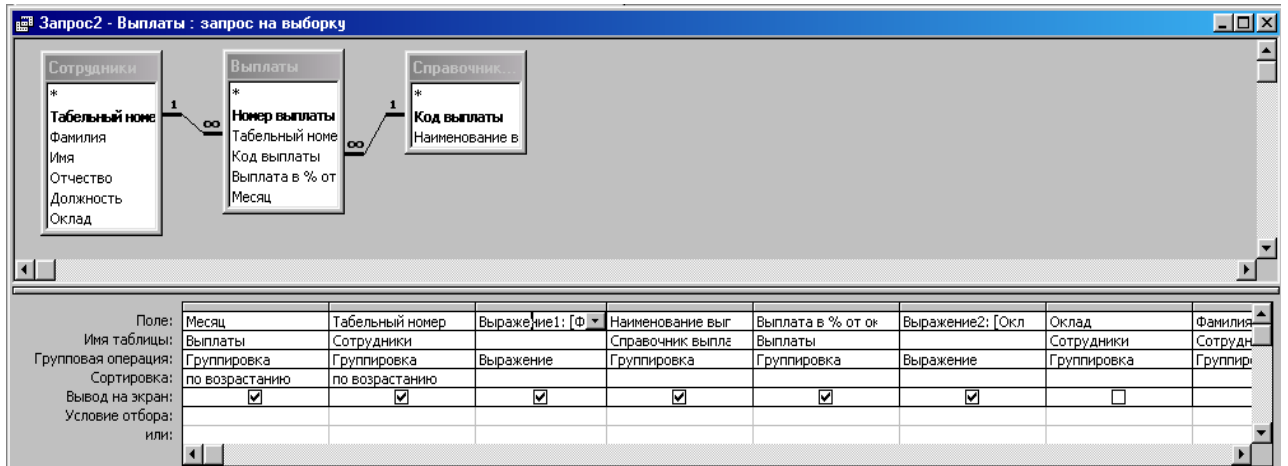 Запрос2 - Выплаты : запрос на выборку
Сотрудники Выплаты Справочник...
* * *
Табельный номе 1 ∞ Номер выплаты 1 Код выплаты
Фамилия Табельный номе ∞ Наименование в
Имя Код выплаты
Отчество Выплата в % от
Должность Месяц
Оклад
Поле: Месяц Табельный номер Выражение1: [Ф Наименование вып Выплата в % от ок Выражение2: [Окл Оклад Фамилия
Имя таблицы: Выплаты Сотрудники Справочник выпла Выплаты Сотрудники Сотрудн
Групповая операция: Группировка Группировка Выражение Группировка Группировка Выражение Группировка Группиро
Сортировка: по возрастанию по возрастанию
Вывод на экран:
Условие отбора:
или: